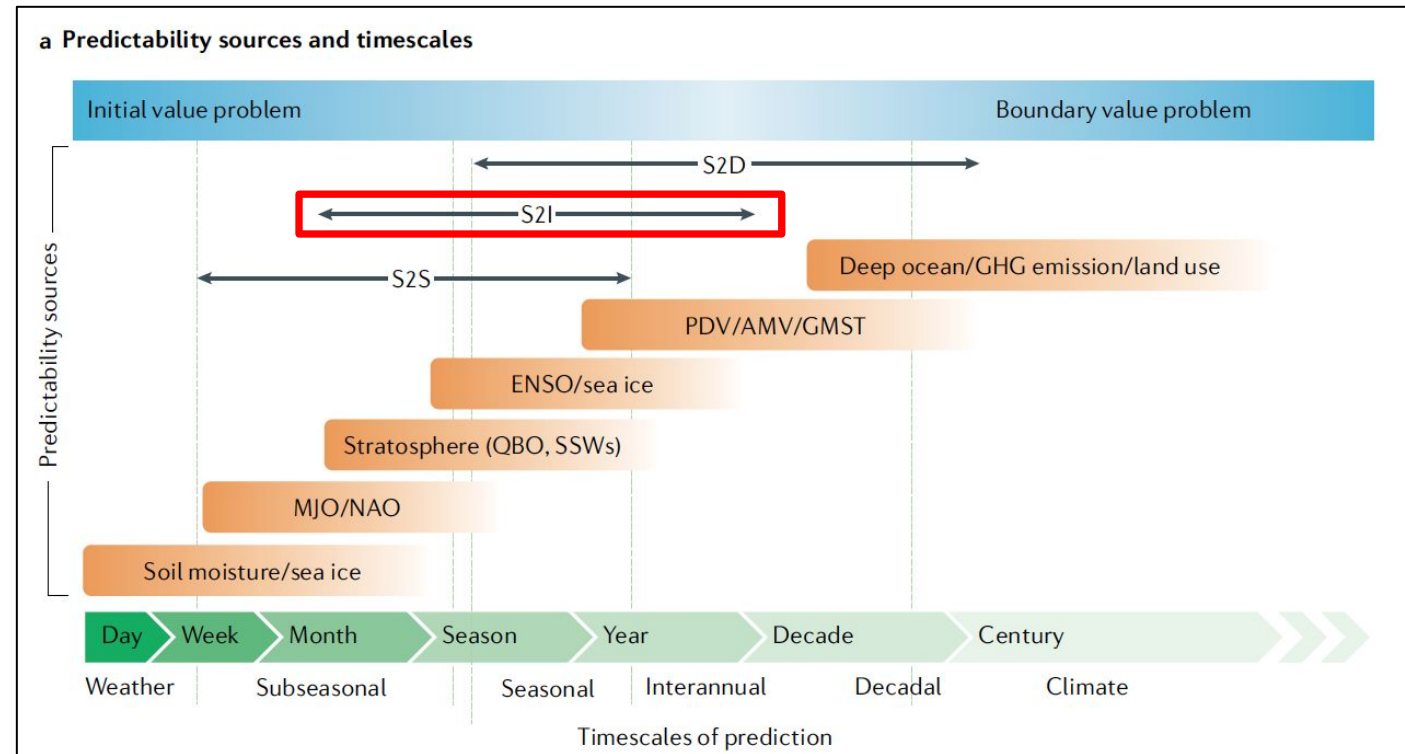 a Predictability sources and timescales
Initial value problem
Boundary value problem
S2D
S2I
Deep ocean/GHG emission/land use
S2S
PDV/AMV/GMST
ENSO/sea ice
Stratosphere (QBO, SSWs)
MJO/NAO
Soil moisture/sea ice
Predictability sources
Day Week Month Season Year Decade Century
Weather Subseasonal Seasonal Interannual Decadal Climate
Timescales of prediction